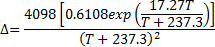 Δ= 4098 [0.6108exp(17.27T / T + 237.3)] / (T + 237.3)²